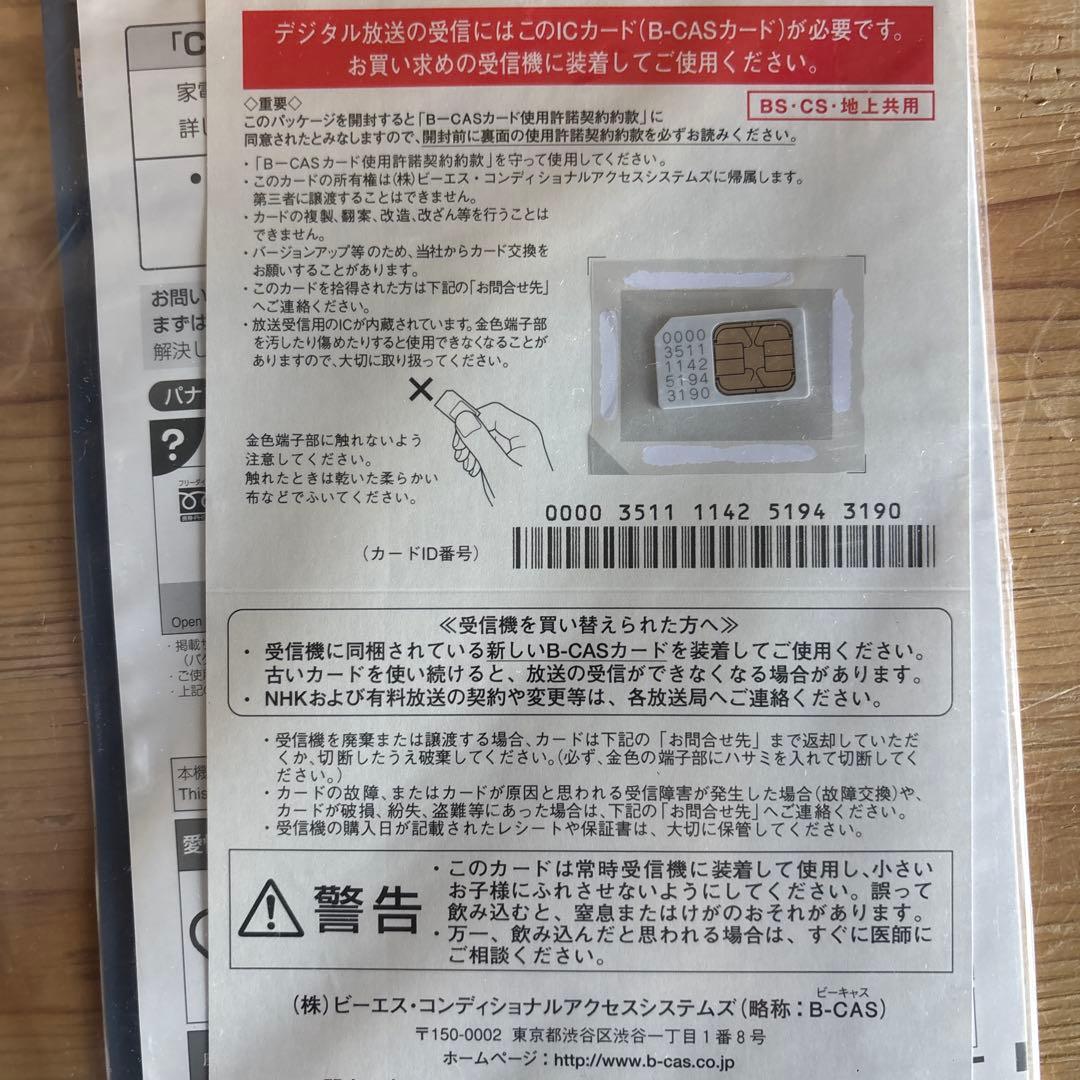 デジタル放送の受信にはこのICカード(B-CASカード)が必要です。
お買い求めの受信機に装着してご使用ください。
BS・CS・地上共用
◇重要◇
このパッケージを開封すると「B−CASカード使用許諾契約約款」に
同意されたとみなしますので、開封前に裏面の使用許諾契約約款を必ずお読みください。
・「B−CASカード使用許諾契約約款」を守って使用してください。
・このカードの所有権は(株)ビーエス・コンディショナルアクセスシステムズに帰属します。
第三者に譲渡することはできません。
・カードの複製、翻案、改造、改ざん等を行うことは
できません。
・バージョンアップ等のため、当社からカード交換を
お願いすることがあります。
・このカードを拾得された方は下記の「お問合せ先」
へご連絡ください。
・放送受信用のICが内蔵されています。金色端子部
を汚したり傷めたりすると使用できなくなることが
ありますので、大切に取り扱ってください。
0000
3511
1142
5194
3190
×
金色端子部に触れないよう
注意してください。
触れたときは乾いた柔らかい
布などでふいてください。
0000 3511 1142 5194 3190
(カードID番号)
≪受信機を買い替えられた方へ≫
・受信機に同梱されている新しいB-CASカードを装着してご使用ください。
古いカードを使い続けると、放送の受信ができなくなる場合があります。
・NHKおよび有料放送の契約や変更等は、各放送局へご連絡ください。
・受信機を廃棄または譲渡する場合、カードは下記の「お問合せ先」まで返却していただ
くか、切断したうえ破棄してください。(必ず、金色の端子部にハサミを入れて切断してく
ださい。)
・カードの故障、またはカードが原因と思われる受信障害が発生した場合(故障交換)や、
カードが破損、紛失、盗難等にあった場合は、下記の「お問合せ先」へご連絡ください。
・受信機の購入日が記載されたレシートや保証書は、大切に保管してください。
警告
・このカードは常時受信機に装着して使用し、小さい
お子様にふれさせないようにしてください。誤って
飲み込むと、窒息またはけがのおそれがあります。
・万一、飲み込んだと思われる場合は、すぐに医師に
ご相談ください。
ビーキャス
(株)ビーエス・コンディショナルアクセスシステムズ(略称:B-CAS)
〒150-0002 東京都渋谷区渋谷一丁目1番8号
ホームページ:http://www.b-cas.co.jp
「C
家電
詳し
お問い
まずは
解決し
パナ
?
Open
・ご使
・上記
本機
This
愛